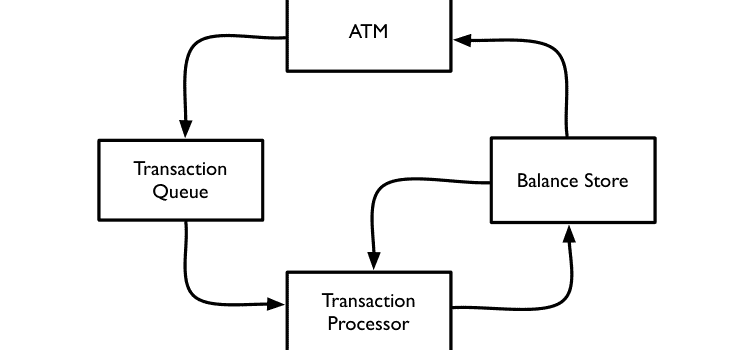 ATM
Transaction
Queue
Balance Store
Transaction
Processor